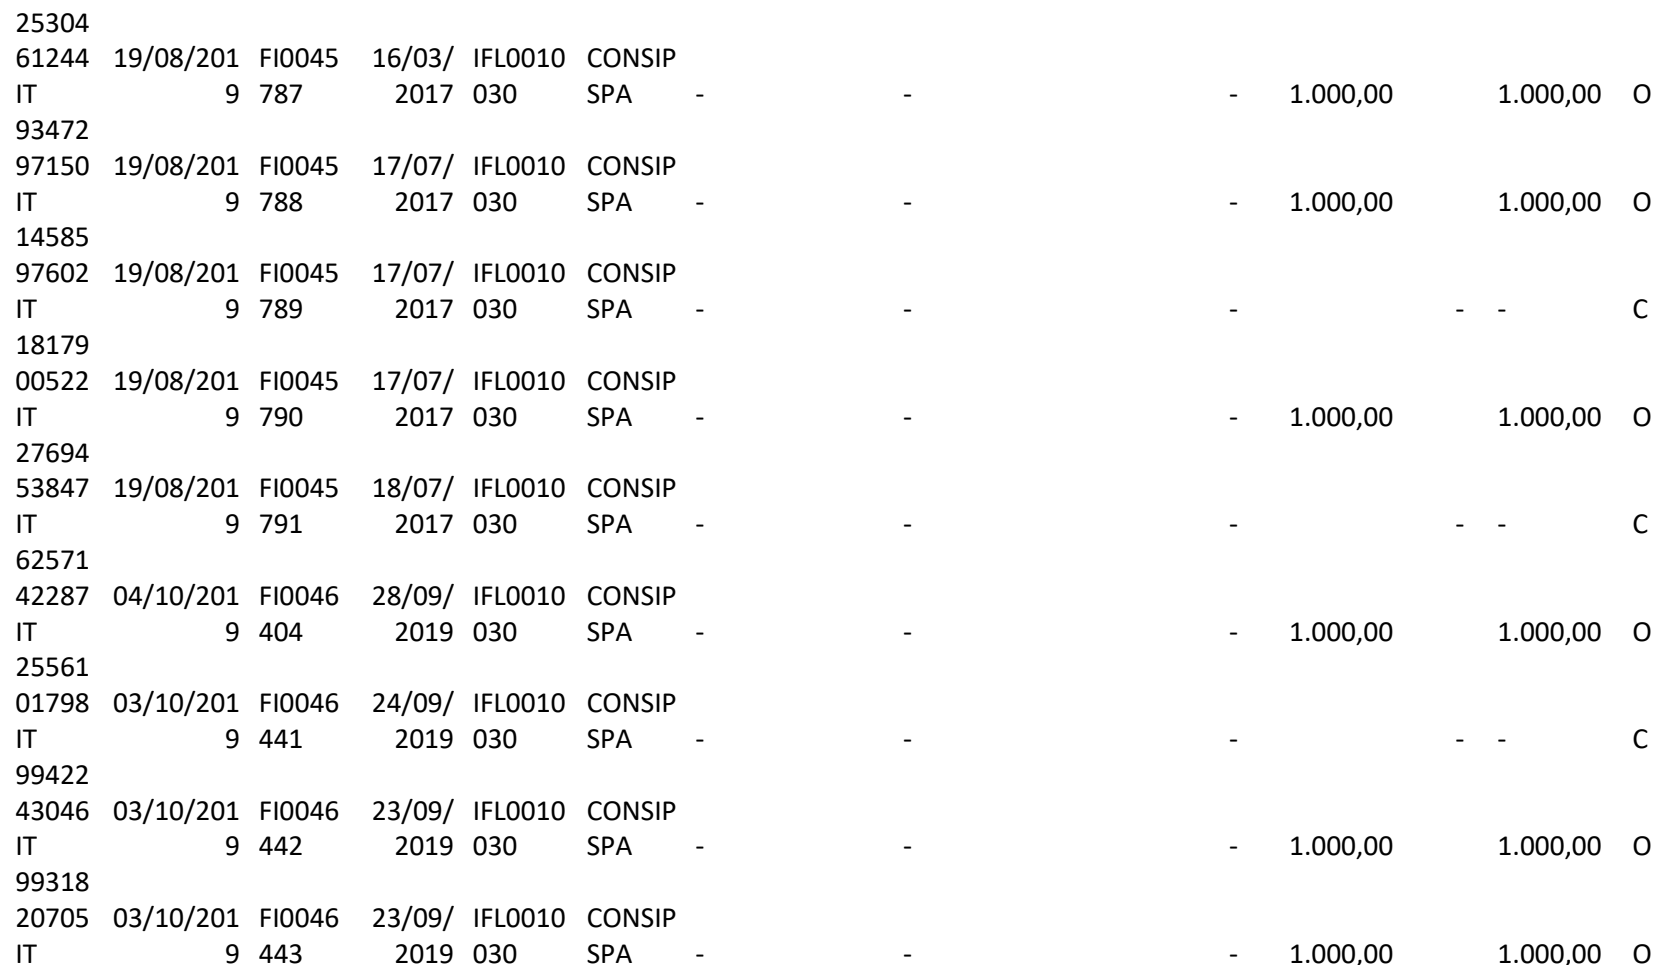 25304
61244 19/08/201 FI0045 16/03/ IFL0010 CONSIP
IT 9 787 2017 030 SPA - - - 1.000,00 1.000,00 O
93472
97150 19/08/201 FI0045 17/07/ IFL0010 CONSIP
IT 9 788 2017 030 SPA - - - 1.000,00 1.000,00 O
14585
97602 19/08/201 FI0045 17/07/ IFL0010 CONSIP
IT 9 789 2017 030 SPA - - - - - C
18179
00522 19/08/201 FI0045 17/07/ IFL0010 CONSIP
IT 9 790 2017 030 SPA - - - 1.000,00 1.000,00 O
27694
53847 19/08/201 FI0045 18/07/ IFL0010 CONSIP
IT 9 791 2017 030 SPA - - - - - C
62571
42287 04/10/201 FI0046 28/09/ IFL0010 CONSIP
IT 9 404 2019 030 SPA - - - 1.000,00 1.000,00 O
25561
01798 03/10/201 FI0046 24/09/ IFL0010 CONSIP
IT 9 441 2019 030 SPA - - - - - C
99422
43046 03/10/201 FI0046 23/09/ IFL0010 CONSIP
IT 9 442 2019 030 SPA - - - 1.000,00 1.000,00 O
99318
20705 03/10/201 FI0046 23/09/ IFL0010 CONSIP
IT 9 443 2019 030 SPA - - - 1.000,00 1.000,00 O